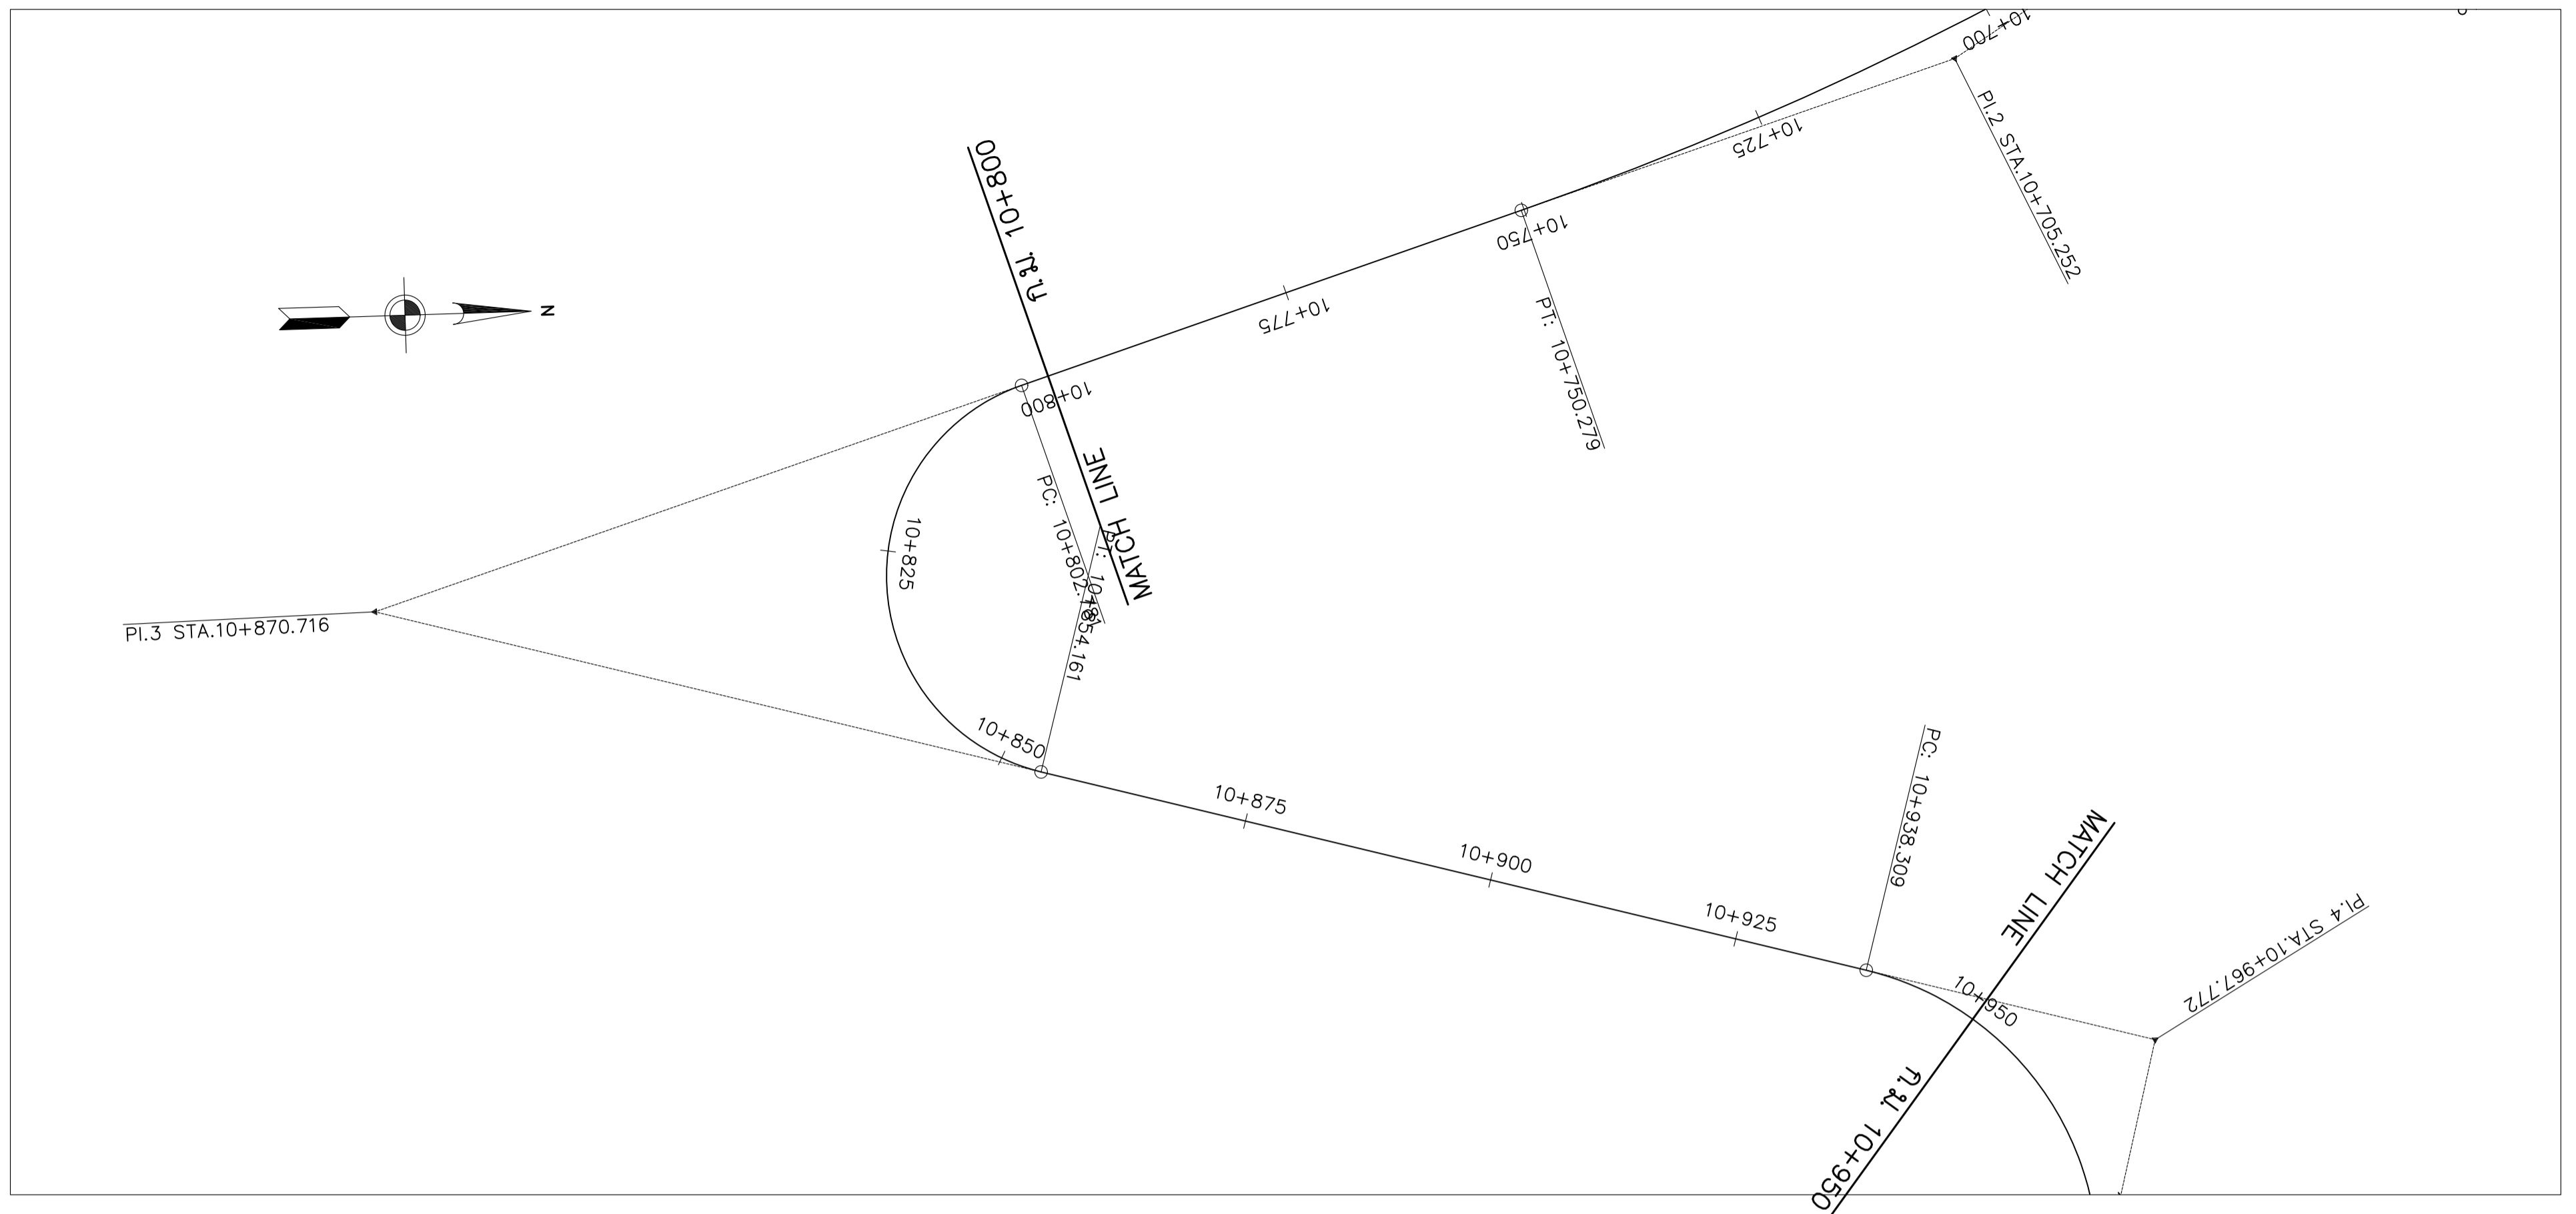 10+700
PI.2 STA.10+705.252
10+725
10+750
PT: 10+750.279
10+775
ก.ม. 10+800
MATCH LINE
10+800
PC:
10+825
PI.3 STA.10+870.716
10+850
PT: 10+854.161
10+875
10+900
10+925
PC: 10+938.309
10+950
MATCH LINE
ก.ม. 10+950
PI.4 STA.10+967.772
N